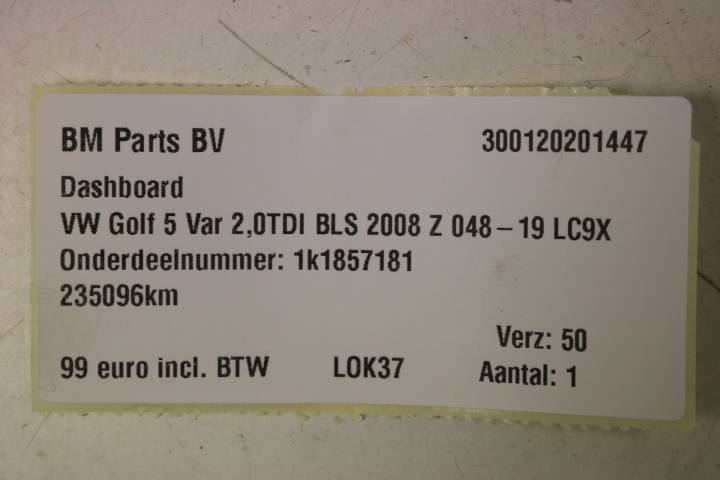 BM Parts BV 300120201447
Dashboard
VW Golf 5 Var 2,0TDI BLS 2008 Z 048-19 LC9X
Onderdeelnummer: 1k1857181
235096km
Verz: 50
99 euro incl. BTW LOK37 Aantal: 1